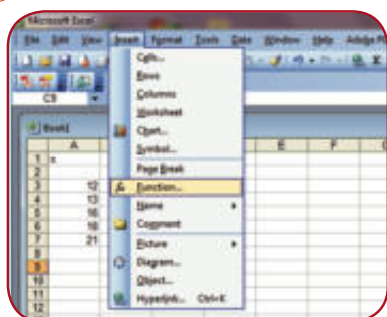 Microsoft Excel
File Edit View Insert Format Tools Data Window Help Adobe
C9
Cells...
Rows
Columns
Worksheet
Chart...
Symbol...
Page Break
Function...
Name
Comment
Picture
Diagram...
Object...
Hyperlink... Ctrl+K
Book1
A E F
1 x
2
3 12
4 13
5 16
6
7 21
8
9
10
11
12